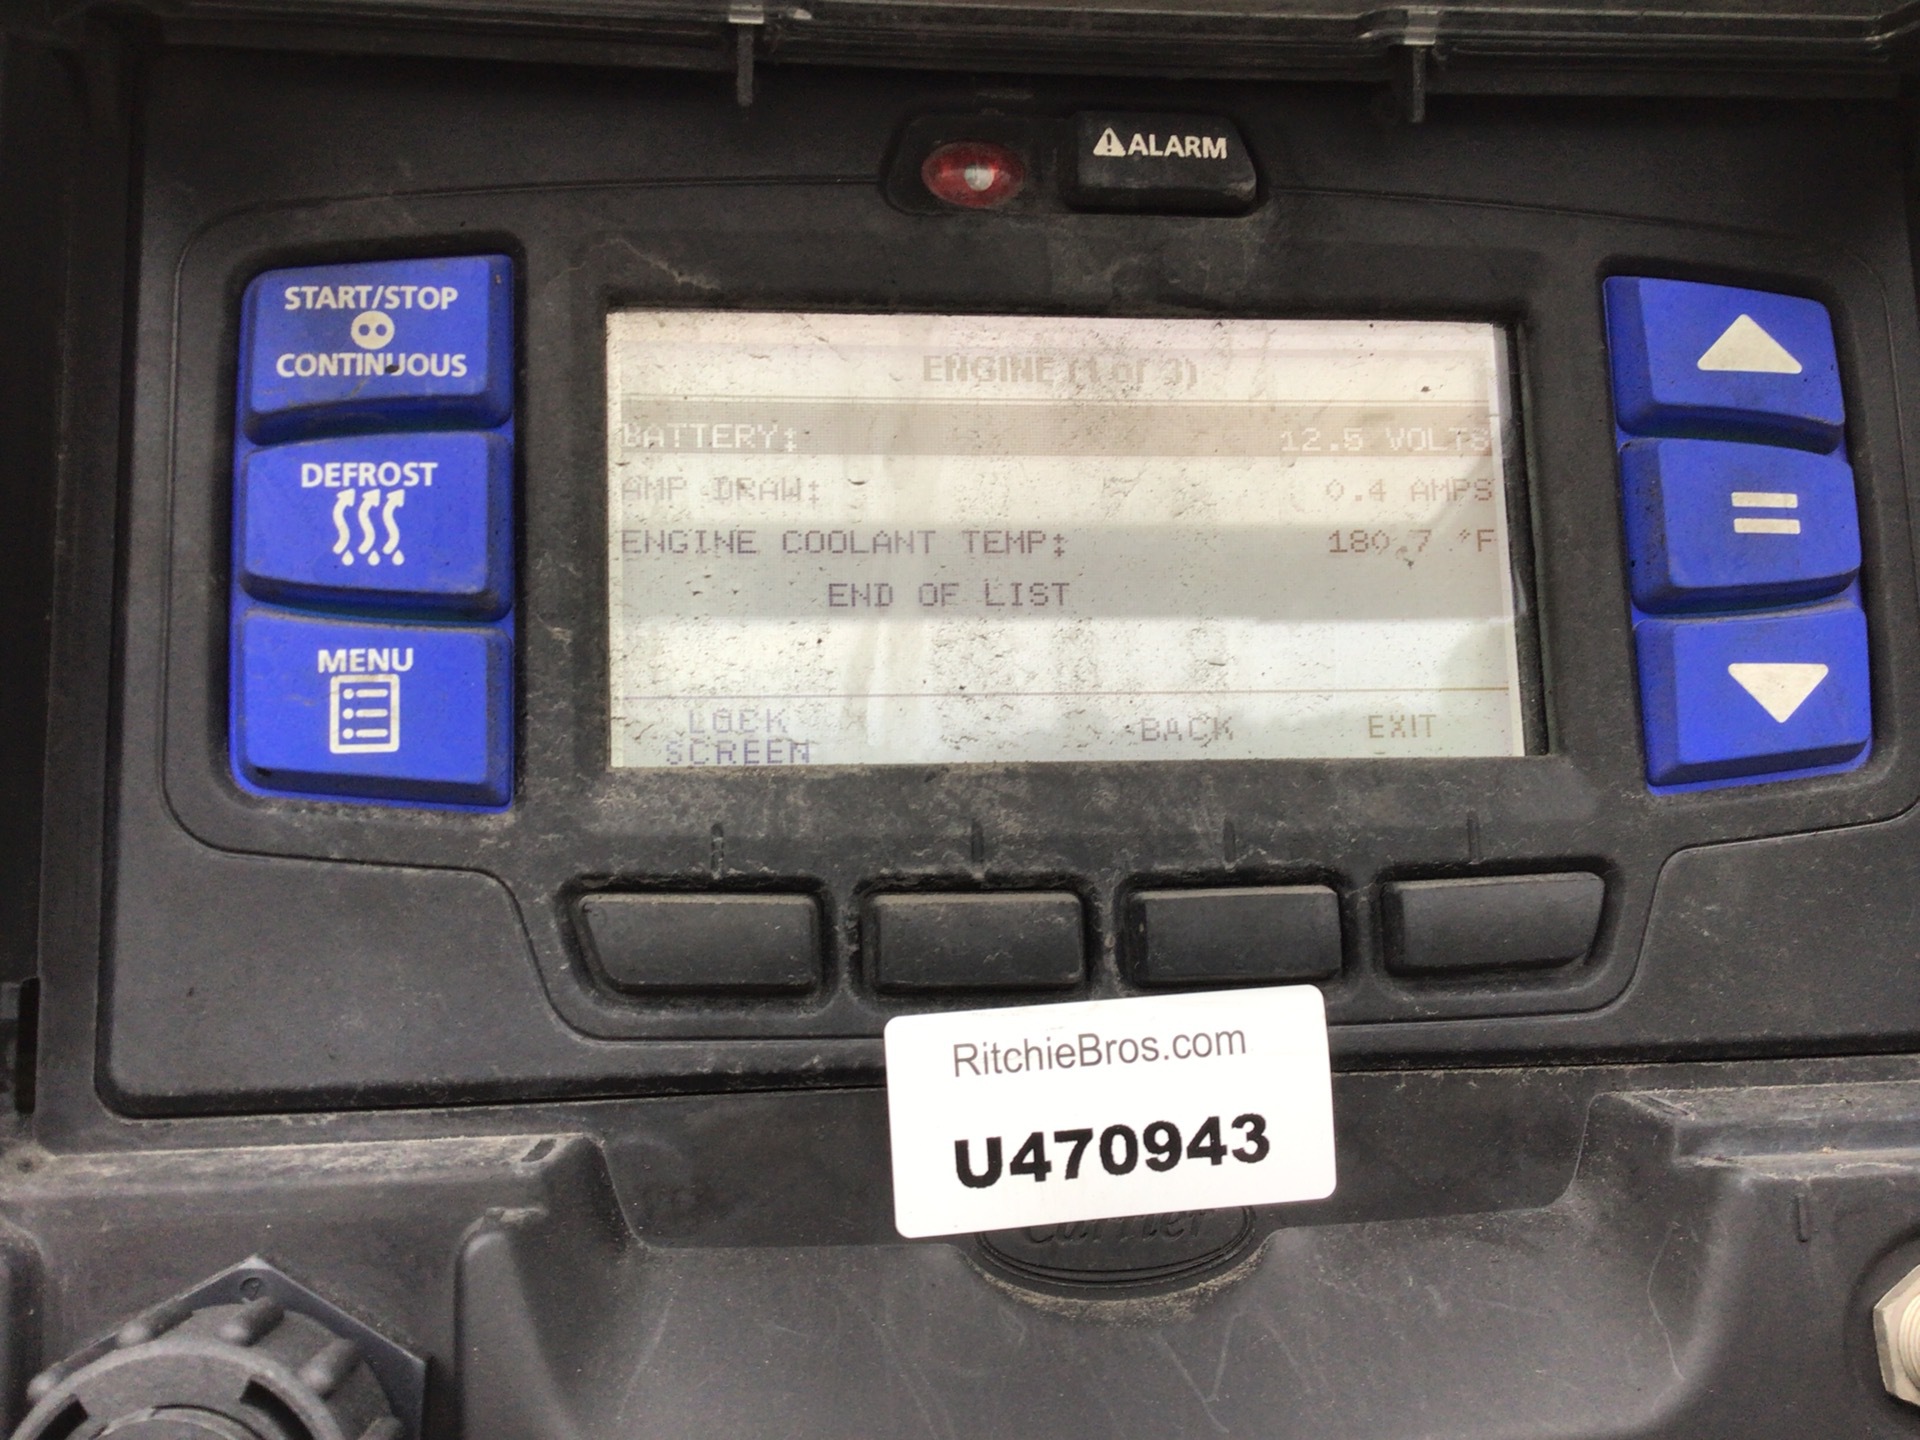 ALARM
START/STOP
CONTINUOUS
DEFROST
MENU
ENGINE (1 of 3)
BATTERY: 12.5 VOLTS
AMP DRAW: 0.4 AMPS
ENGINE COOLANT TEMP: 180.7 °F
END OF LIST
LOCK
SCREEN
BACK
EXIT
RitchieBros.com
U470943
Carrier